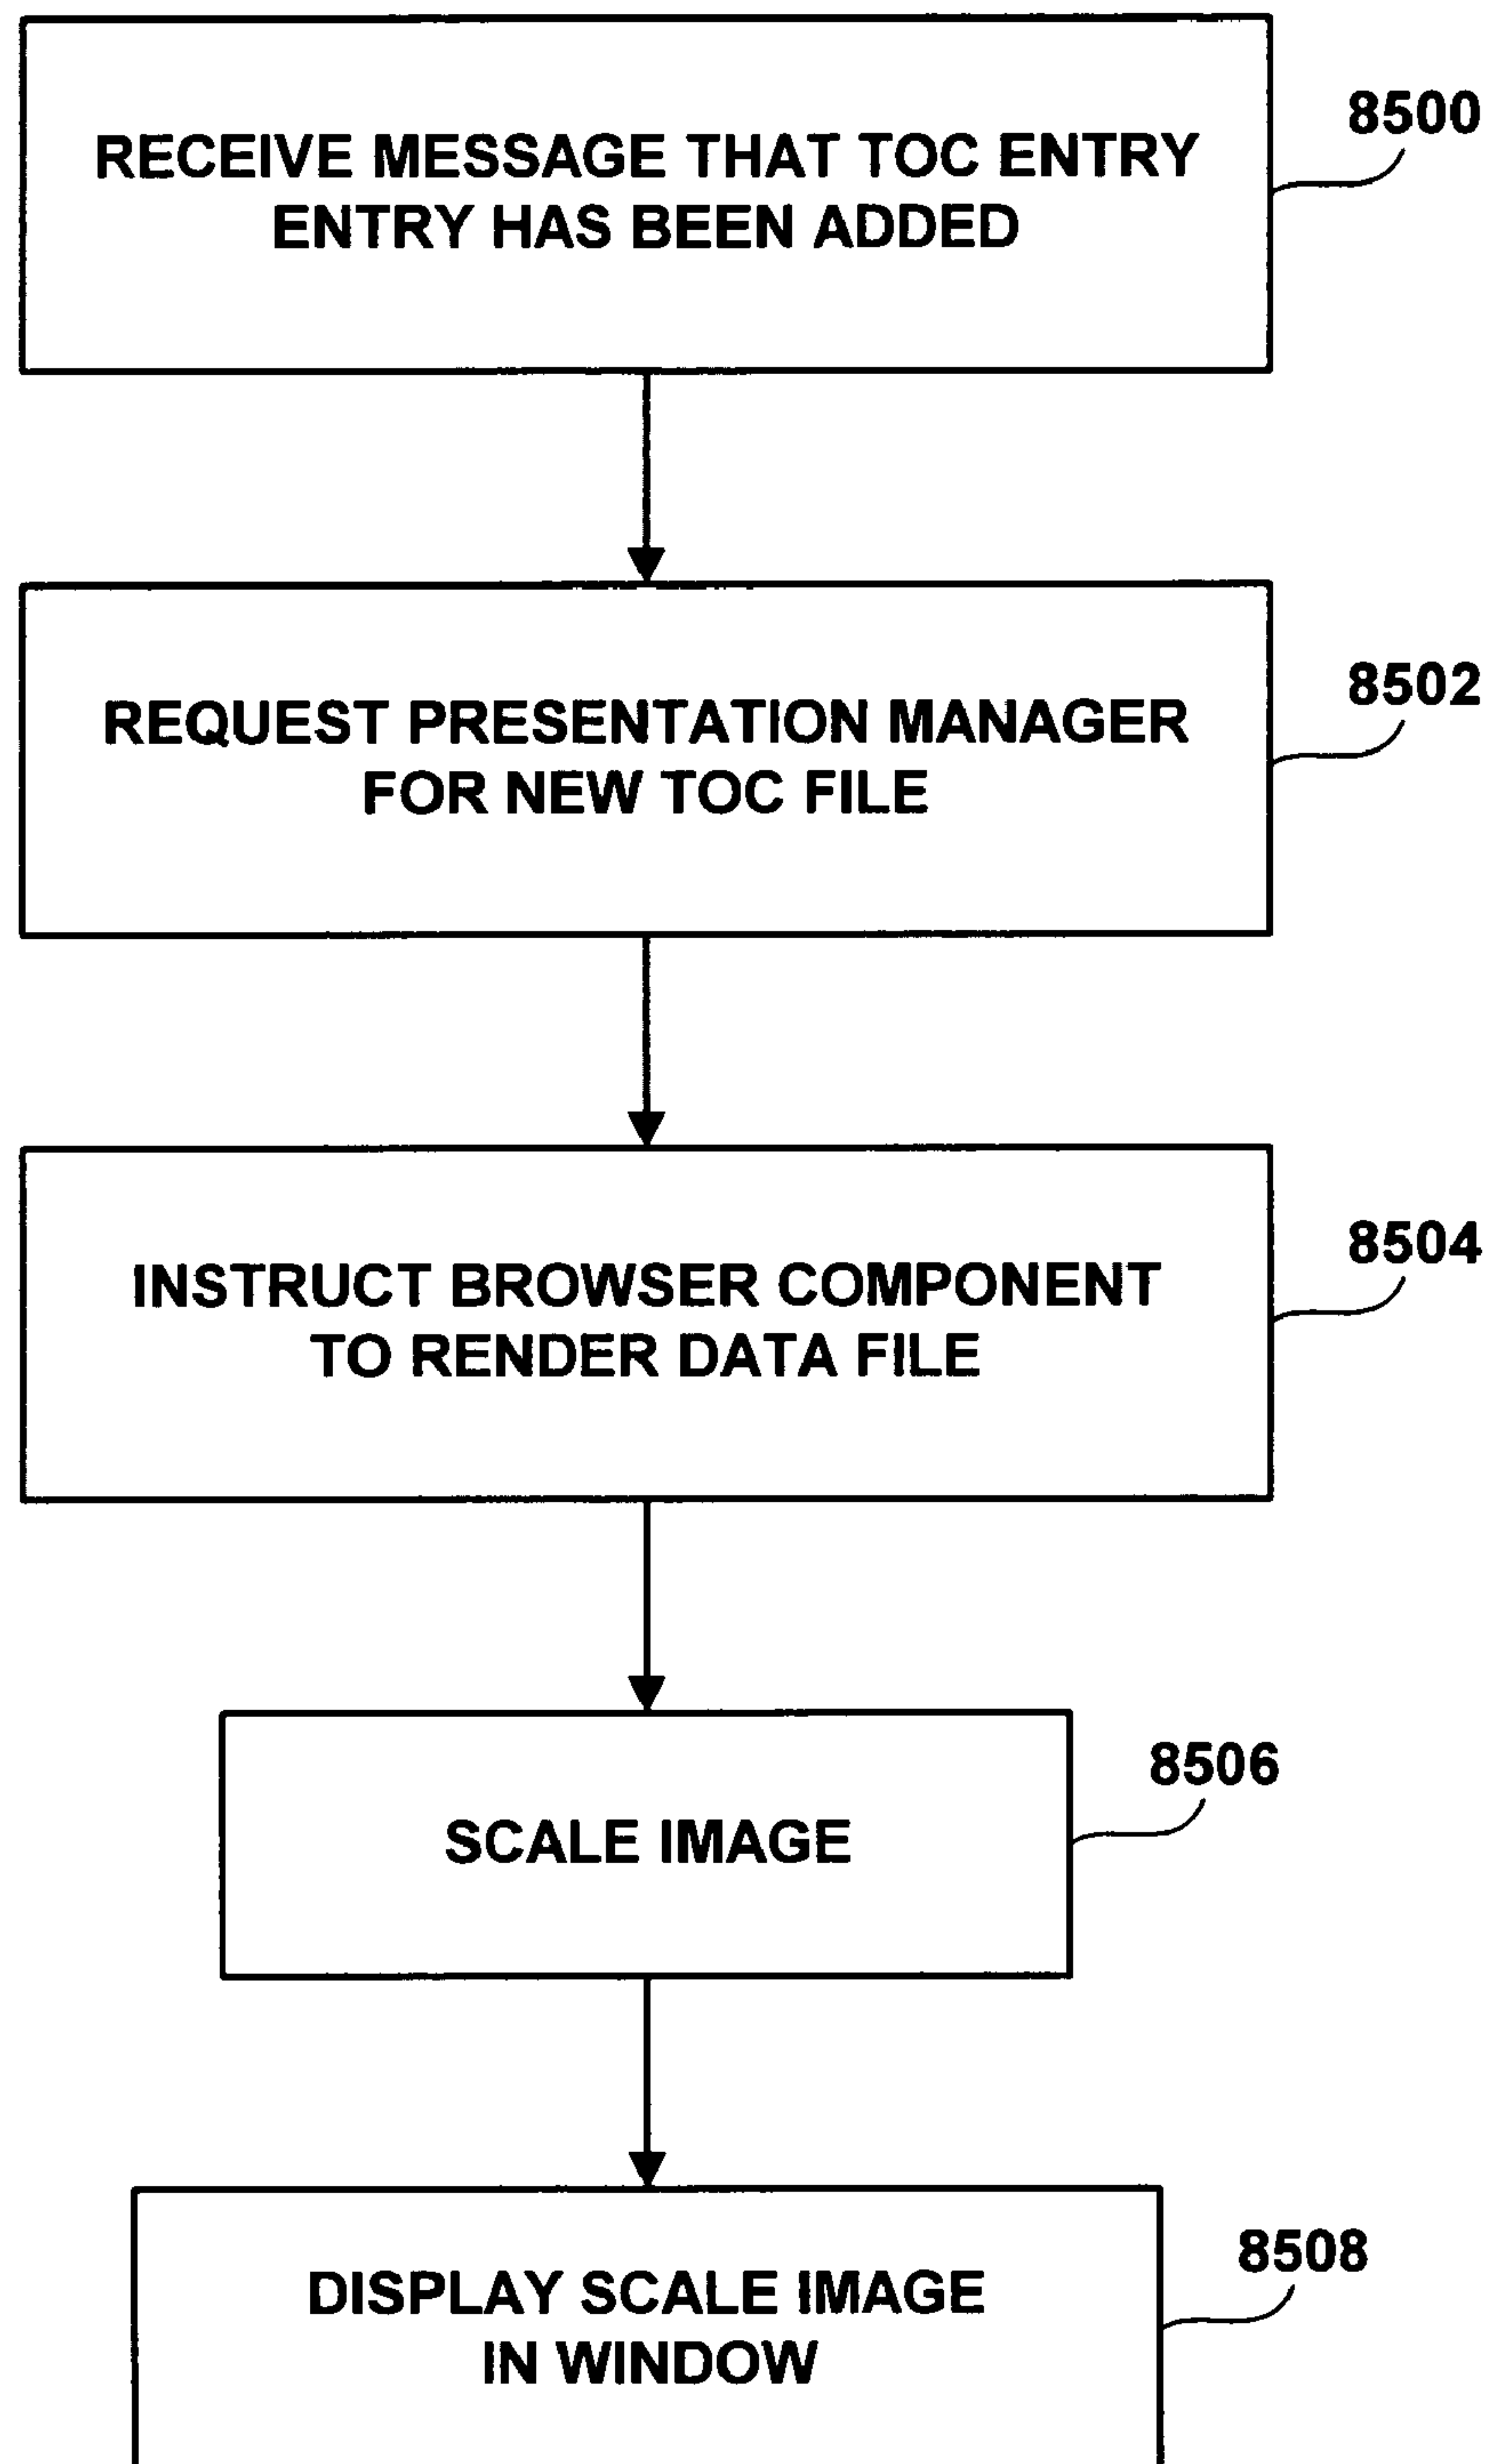 RECEIVE MESSAGE THAT TOC ENTRY
ENTRY HAS BEEN ADDED
8500
REQUEST PRESENTATION MANAGER
FOR NEW TOC FILE
8502
INSTRUCT BROWSER COMPONENT
TO RENDER DATA FILE
8504
SCALE IMAGE
8506
DISPLAY SCALE IMAGE
IN WINDOW
8508